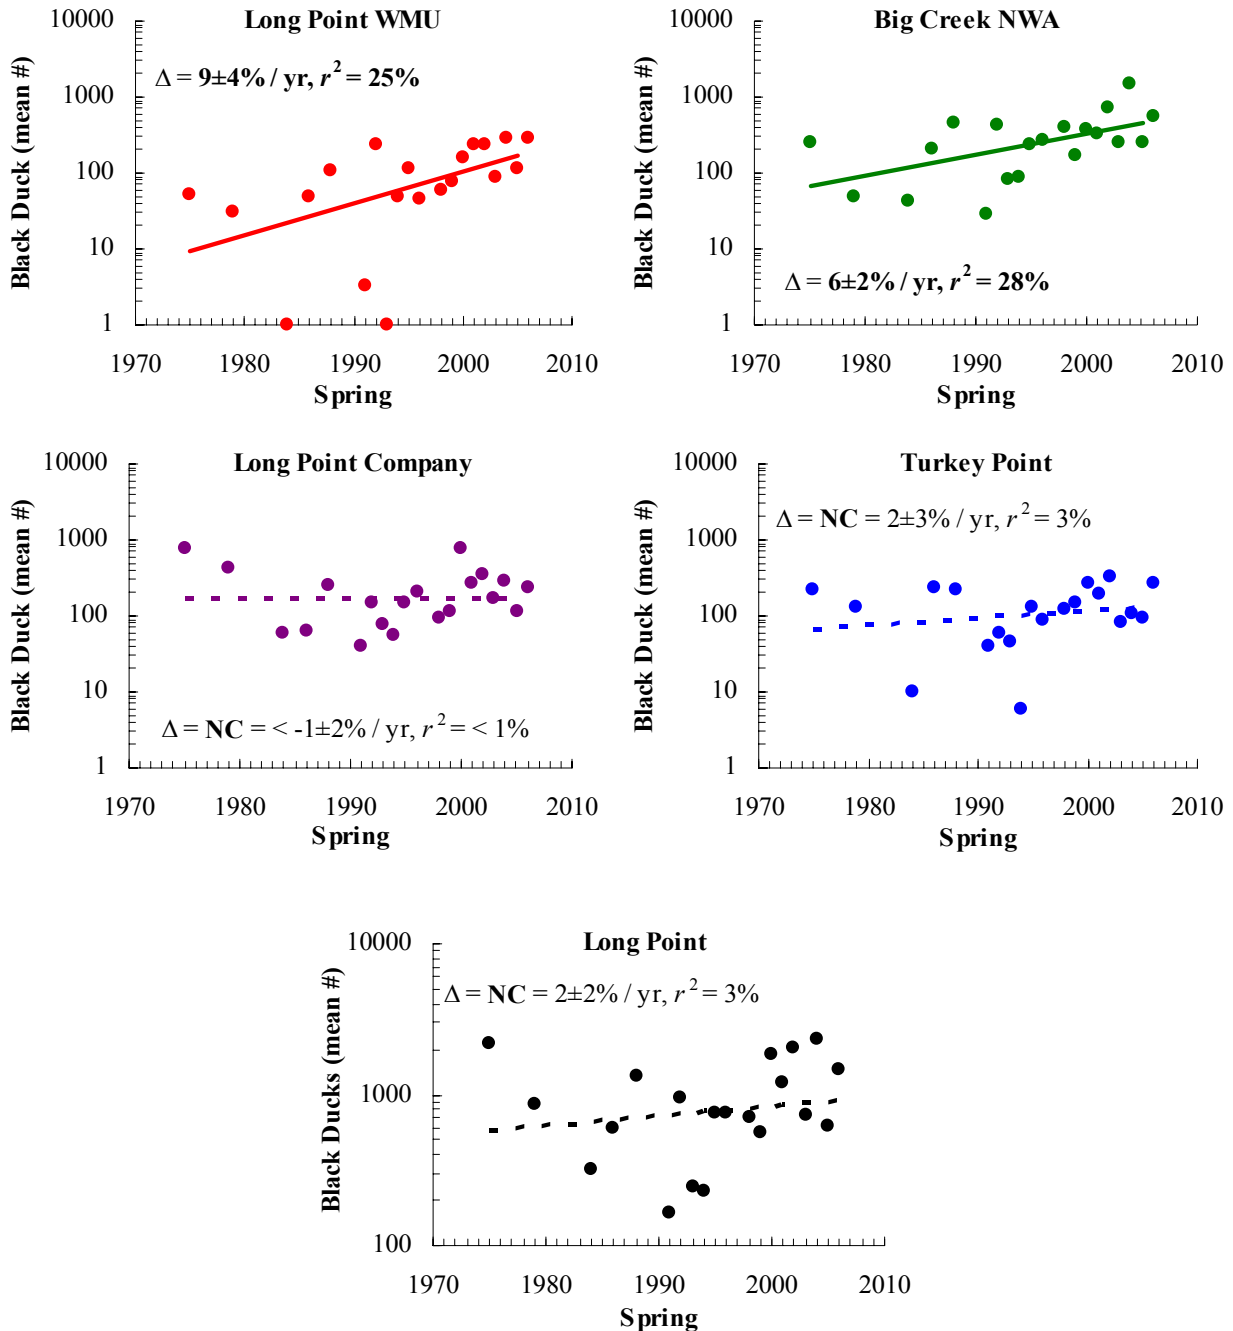 Long Point WMU
Δ = 9±4% / yr, r² = 25%
Black Duck (mean #)
10000
1000
100
10
1
1970 1980 1990 2000 2010
Spring
Big Creek NWA
Δ = 6±2% / yr, r² = 28%
Black Duck (mean #)
10000
1000
100
10
1
1970 1980 1990 2000 2010
Spring
Long Point Company
Δ = NC = < -1±2% / yr, r² = < 1%
Black Duck (mean #)
10000
1000
100
10
1
1970 1980 1990 2000 2010
Spring
Turkey Point
Δ = NC = 2±3% / yr, r² = 3%
Black Duck (mean #)
10000
1000
100
10
1
1970 1980 1990 2000 2010
Spring
Long Point
Δ = NC = 2±2% / yr, r² = 3%
Black Ducks (mean #)
10000
1000
100
1970 1980 1990 2000 2010
Spring